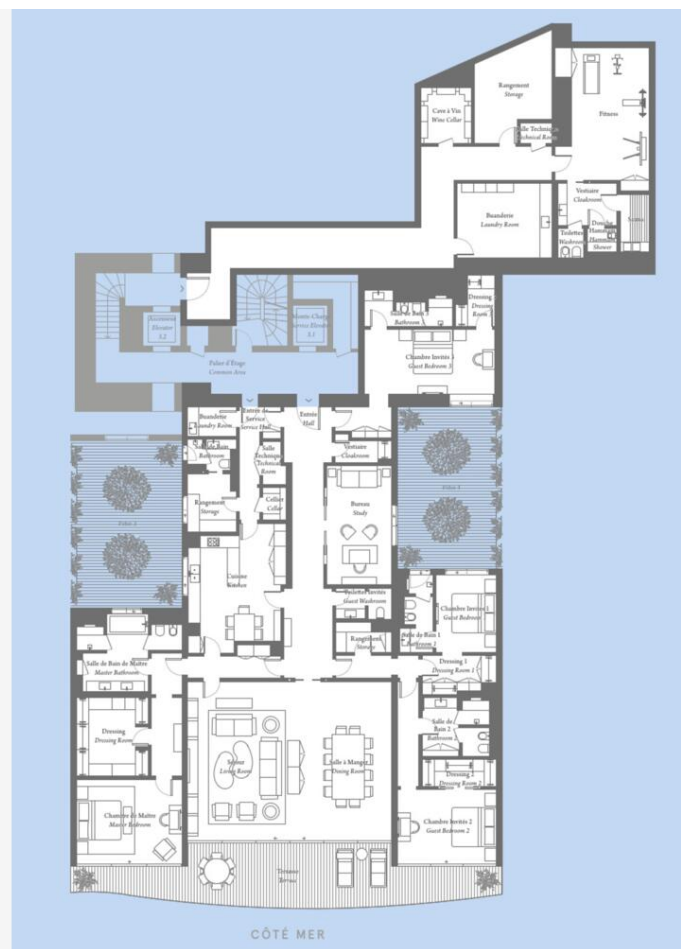 Rangement
Storage
Cave à Vin
Wine Cellar
Salle Technique
Technical Room
Fitness
Vestiaire
Cloakroom
Buanderie
Laundry Room
Sauna
Douche
Hammam
Hammam
Shower
Toilettes
Washroom
Dressing
Dressing
Room 3
Salle de Bain 3
Bathroom
Ascenseur
Elevator
S.2
Monte-Charge
Service Elevator
S.1
Palier d'Étage
Common Area
Chambre Invités 3
Guest Bedroom 3
Buanderie
Laundry Room
Entrée de
Service
Service Hall
Entrée
Hall
Salle de Bain
Bathroom
Salle
Technique
Technical
Room
Vestiaire
Cloakroom
Rangement
Storage
Cellier
Cellar
Bureau
Study
Cuisine
Kitchen
Toilettes Invités
Guest Washroom
Chambre Invités 1
Guest Bedroom
Salle de Bain 1
Rangement
Storage
Salle de Bain de Maître
Master Bathroom
Dressing 1
Dressing Room 1
Dressing
Dressing Room
Salle de
Bain 2
Bathroom 2
Séjour
Living Room
Salle à Manger
Dining Room
Dressing 2
Dressing Room 2
Chambre de Maître
Master Bedroom
Chambre Invités 2
Guest Bedroom 2
Terrasse
Terrace
CÔTÉ MER